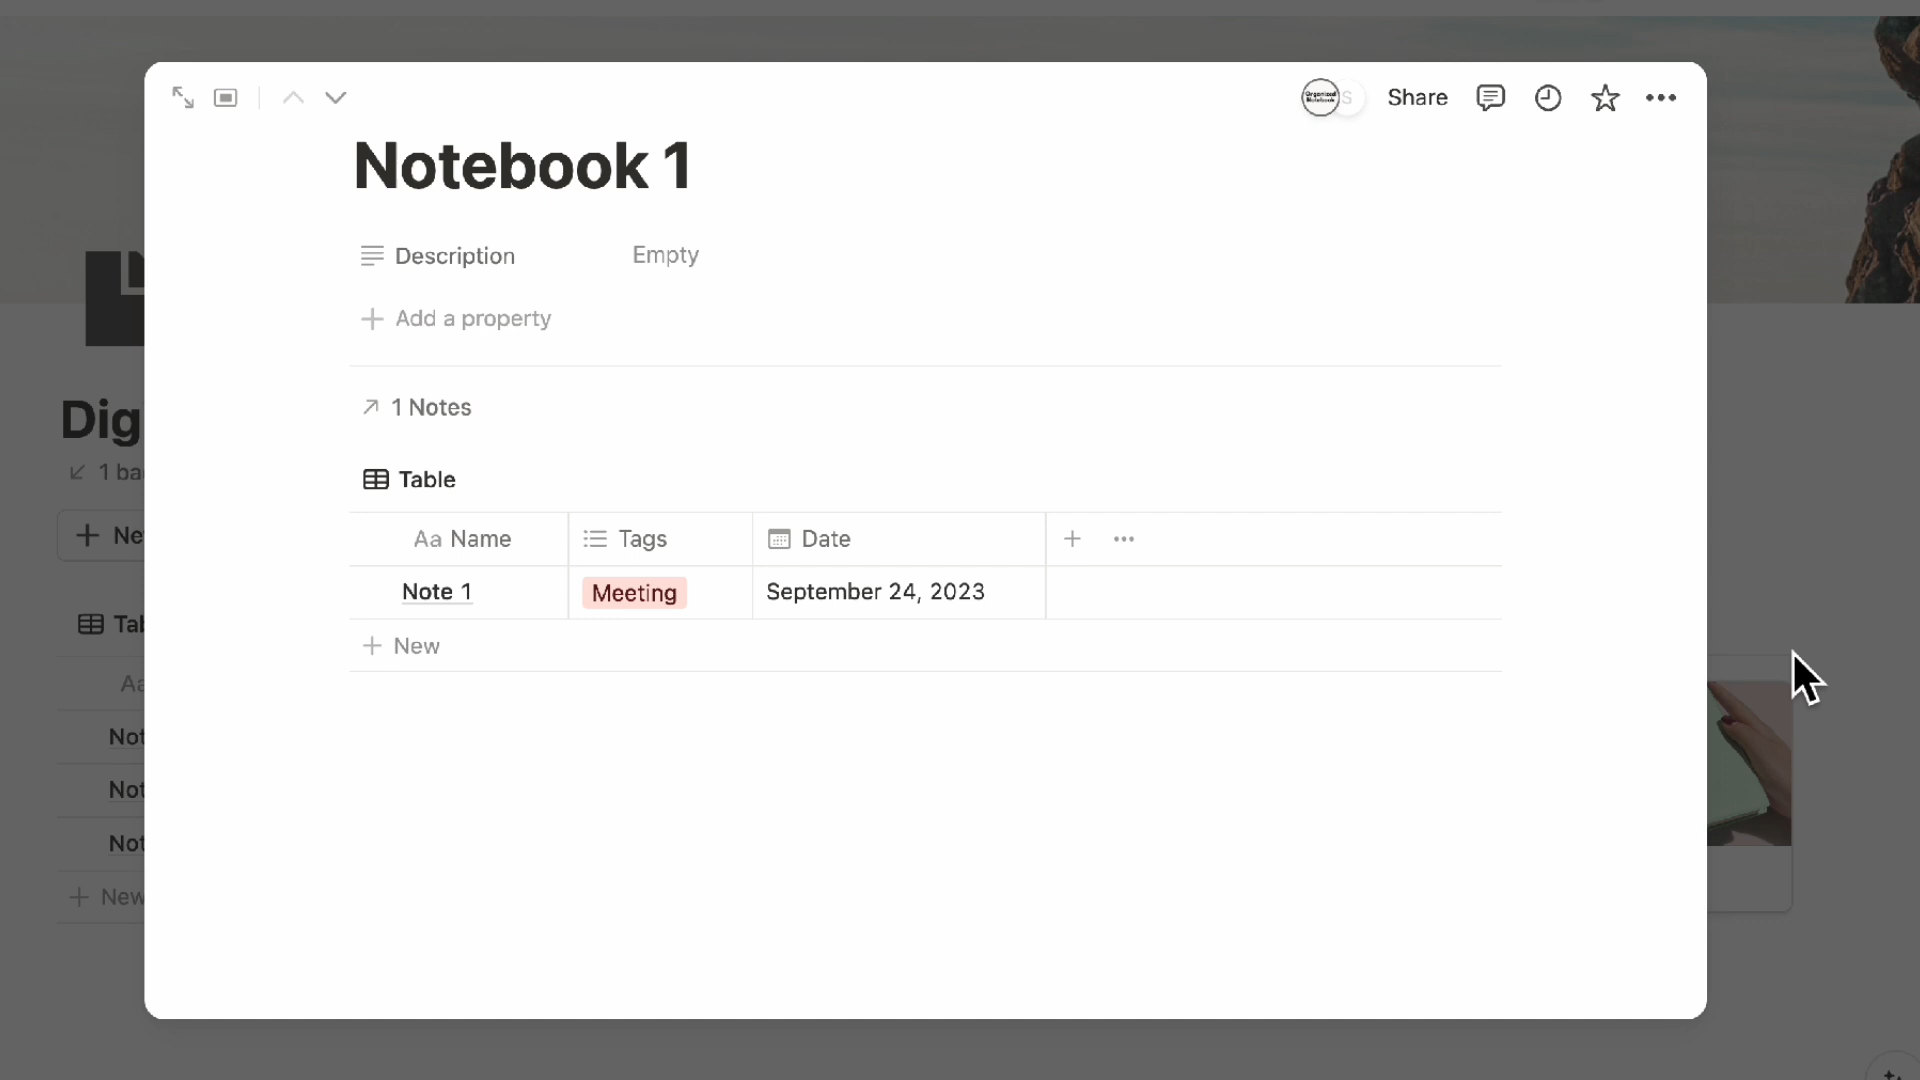 Share
Notebook 1
Description Empty
Add a property
1 Notes
Table
Aa Name Tags Date
Note 1 Meeting September 24, 2023
New
Dig
1 ba
Ne
Tab
Aa
Not
Not
Not
New